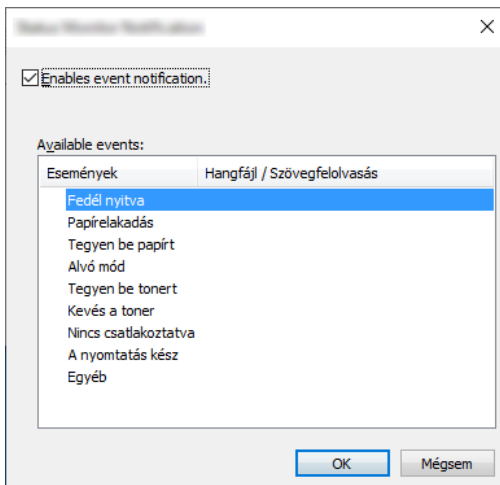 Enables event notification.
Available events:
Események Hangfájl / Szövegfelolvasás
Fedél nyitva
Papírelakadás
Tegyen be papírt
Alvó mód
Tegyen be tonert
Kevés a toner
Nincs csatlakoztatva
A nyomtatás kész
Egyéb
OK Mégsem